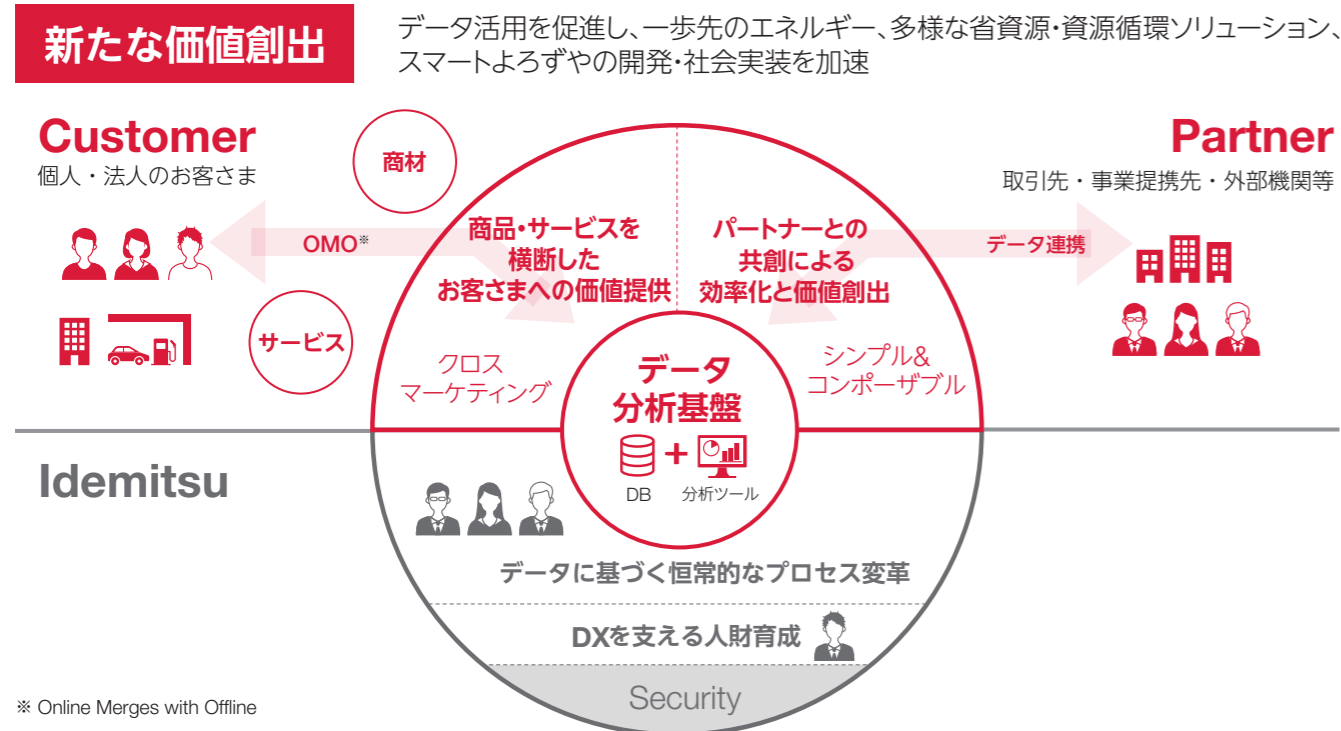 新たな価値創出
データ活用を促進し、一歩先のエネルギー、多様な省資源・資源循環ソリューション、
スマートよろずやの開発・社会実装を加速
Customer
個人・法人のお客さま
商材
サービス
OMO※
商品・サービスを
横断した
お客さまへの価値提供
クロス
マーケティング
パートナーとの
共創による
効率化と価値創出
シンプル&
コンポーザブル
Partner
取引先・事業提携先・外部機関等
データ連携
データ
分析基盤
DB
+
分析ツール
Idemitsu
データに基づく恒常的なプロセス変革
DXを支える人財育成
Security
※ Online Merges with Offline